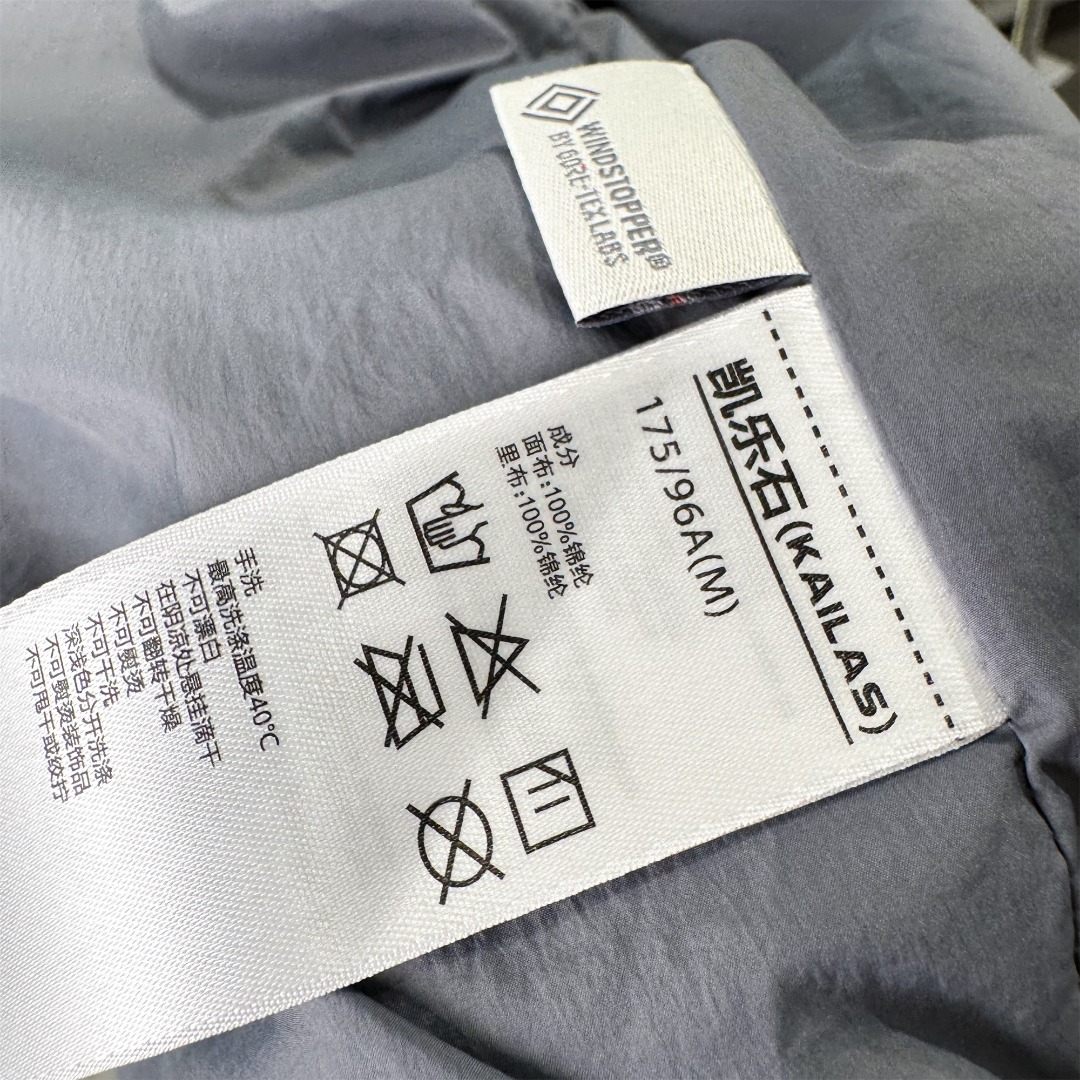 WINDSTOPPER®
BY GORE-TEX LABS
凯乐石(KAILAS)
175/96A(M)
成分
面布:100%锦纶
里布:100%锦纶
手洗
最高洗涤温度40°C
不可漂白
在阴凉处悬挂滴干
不可翻转干燥
不可熨烫
不可干洗
深浅色分开洗涤
不可熨烫装饰品
不可甩干或绞拧